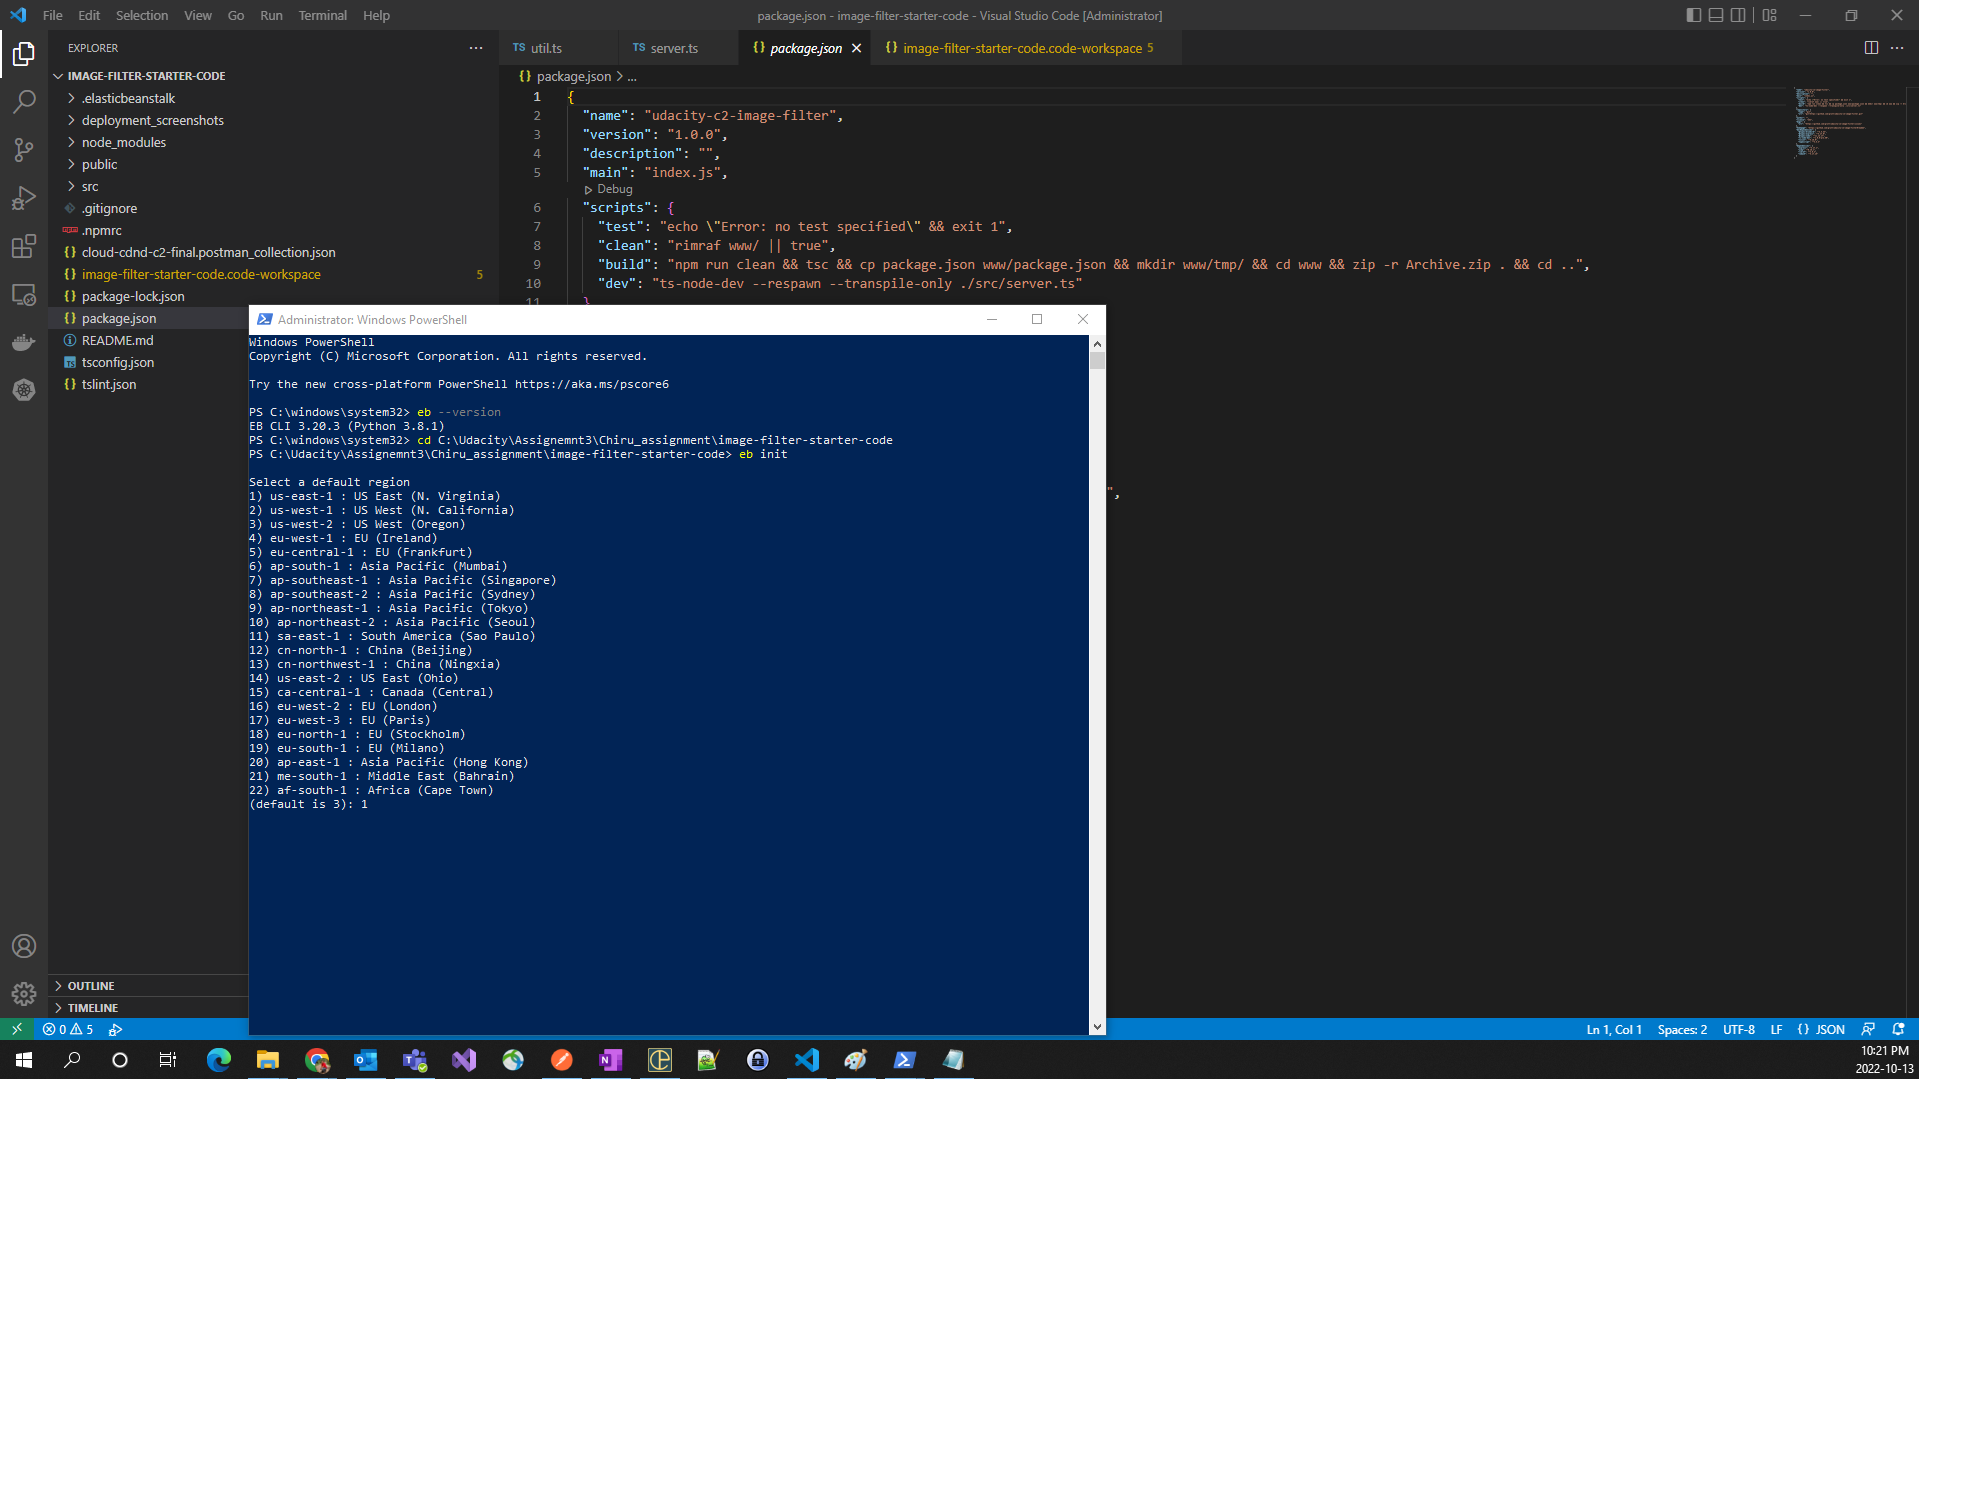 File Edit Selection View Go Run Terminal Help
package.json - image-filter-starter-code - Visual Studio Code [Administrator]
EXPLORER
IMAGE-FILTER-STARTER-CODE
.elasticbeanstalk
deployment_screenshots
node_modules
public
src
.gitignore
.npmrc
cloud-cdnd-c2-final.postman_collection.json
image-filter-starter-code.code-workspace 5
package-lock.json
package.json
README.md
tsconfig.json
tslint.json
OUTLINE
TIMELINE
TS util.ts
TS server.ts
{} package.json
{} image-filter-starter-code.code-workspace 5
{} package.json > ...
1 {
2 "name": "udacity-c2-image-filter",
3 "version": "1.0.0",
4 "description": "",
5 "main": "index.js",
Debug
6 "scripts": {
7 "test": "echo \"Error: no test specified\" && exit 1",
8 "clean": "rimraf www/ || true",
9 "build": "npm run clean && tsc && cp package.json www/package.json && mkdir www/tmp/ && cd www && zip -r Archive.zip . && cd ..",
10 "dev": "ts-node-dev --respawn --transpile-only ./src/server.ts"
11 }
",
Administrator: Windows PowerShell
Windows PowerShell
Copyright (C) Microsoft Corporation. All rights reserved.
Try the new cross-platform PowerShell https://aka.ms/pscore6
PS C:\windows\system32> eb --version
EB CLI 3.20.3 (Python 3.8.1)
PS C:\windows\system32> cd C:\Udacity\Assignemnt3\Chiru_assignment\image-filter-starter-code
PS C:\Udacity\Assignemnt3\Chiru_assignment\image-filter-starter-code> eb init
Select a default region
1) us-east-1 : US East (N. Virginia)
2) us-west-1 : US West (N. California)
3) us-west-2 : US West (Oregon)
4) eu-west-1 : EU (Ireland)
5) eu-central-1 : EU (Frankfurt)
6) ap-south-1 : Asia Pacific (Mumbai)
7) ap-southeast-1 : Asia Pacific (Singapore)
8) ap-southeast-2 : Asia Pacific (Sydney)
9) ap-northeast-1 : Asia Pacific (Tokyo)
10) ap-northeast-2 : Asia Pacific (Seoul)
11) sa-east-1 : South America (Sao Paulo)
12) cn-north-1 : China (Beijing)
13) cn-northwest-1 : China (Ningxia)
14) us-east-2 : US East (Ohio)
15) ca-central-1 : Canada (Central)
16) eu-west-2 : EU (London)
17) eu-west-3 : EU (Paris)
18) eu-north-1 : EU (Stockholm)
19) eu-south-1 : EU (Milano)
20) ap-east-1 : Asia Pacific (Hong Kong)
21) me-south-1 : Middle East (Bahrain)
22) af-south-1 : Africa (Cape Town)
(default is 3): 1
0 5
Ln 1, Col 1 Spaces: 2 UTF-8 LF {} JSON
10:21 PM
2022-10-13